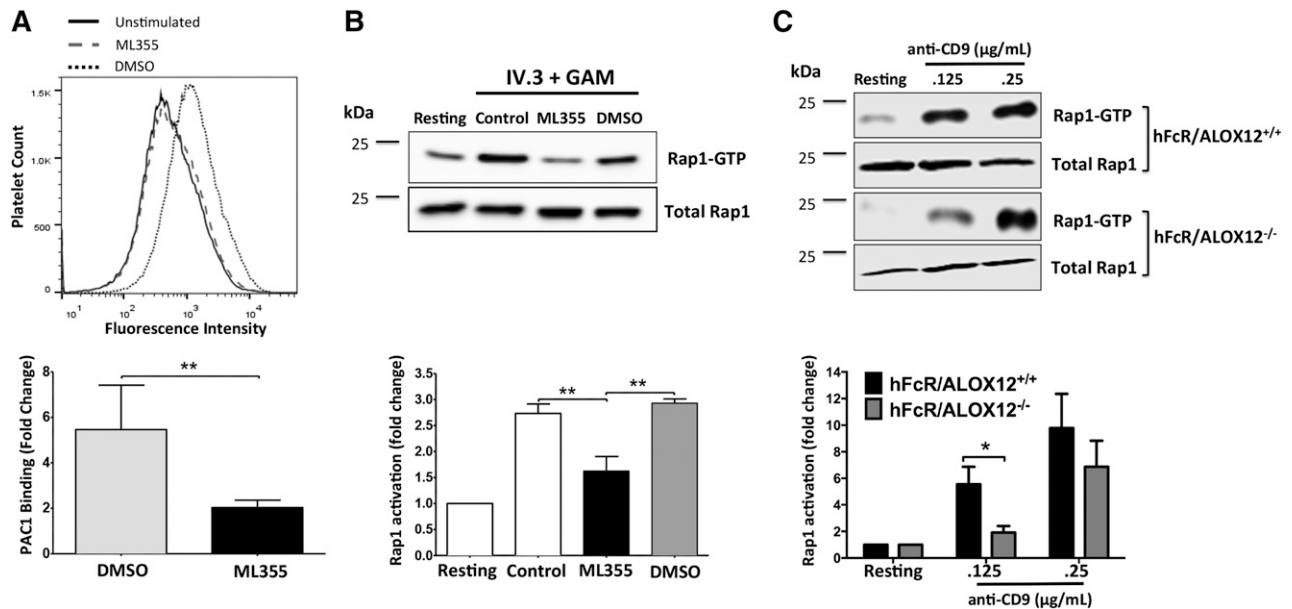 A
Unstimulated
ML355
DMSO
1.5K
1.0K
500
0
10^1 10^2 10^3 10^4
Platelet Count
Fluorescence Intensity
8
6
4
2
0
**
PAC1 Binding (Fold Change)
DMSO ML355
B
IV.3 + GAM
kDa
Resting Control ML355 DMSO
25
Rap1-GTP
25
Total Rap1
3.5
3.0
2.5
2.0
1.5
1.0
0.5
0.0
** **
Rap1 activation (fold change)
Resting Control ML355 DMSO
C
anti-CD9 (μg/mL)
kDa
Resting .125 .25
25
Rap1-GTP
25
Total Rap1
hFcR/ALOX12+/+
25
Rap1-GTP
25
Total Rap1
hFcR/ALOX12-/-
14
12
10
8
6
4
2
0
hFcR/ALOX12+/+
hFcR/ALOX12-/-
*
Rap1 activation (fold change)
Resting .125 .25
anti-CD9 (μg/mL)